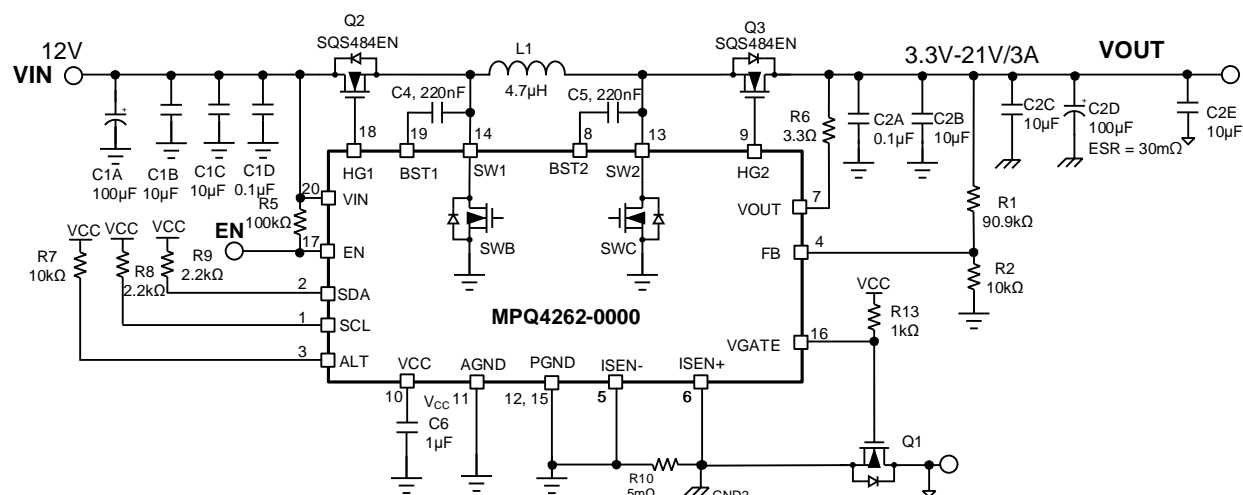 Q2
SQS484EN
Q3
SQS484EN
12V
VIN
L1
4.7µH
3.3V-21V/3A
VOUT
C4, 220nF
C5, 220nF
18
19
14
8
13
9
R6
3.3Ω
C2A
0.1µF
C2B
10µF
C2C
10µF
C2D
100µF
ESR = 30mΩ
C2E
10µF
+
+
C1A
100µF
C1B
10µF
C1C
10µF
C1D
0.1µF
HG1
BST1
SW1
BST2
SW2
HG2
20
VIN
R5
100kΩ
EN
17
EN
SWB
SWC
VOUT
7
FB
4
R1
90.9kΩ
R2
10kΩ
VCC
VCC
VCC
R7
10kΩ
R8
2.2kΩ
R9
2.2kΩ
2
SDA
1
SCL
3
ALT
MPQ4262-0000
VCC
R13
1kΩ
VGATE
16
VCC
AGND
PGND
ISEN-
ISEN+
10
VCC
11
12, 15
5
6
C6
1µF
R10
5mΩ
GND2
Q1